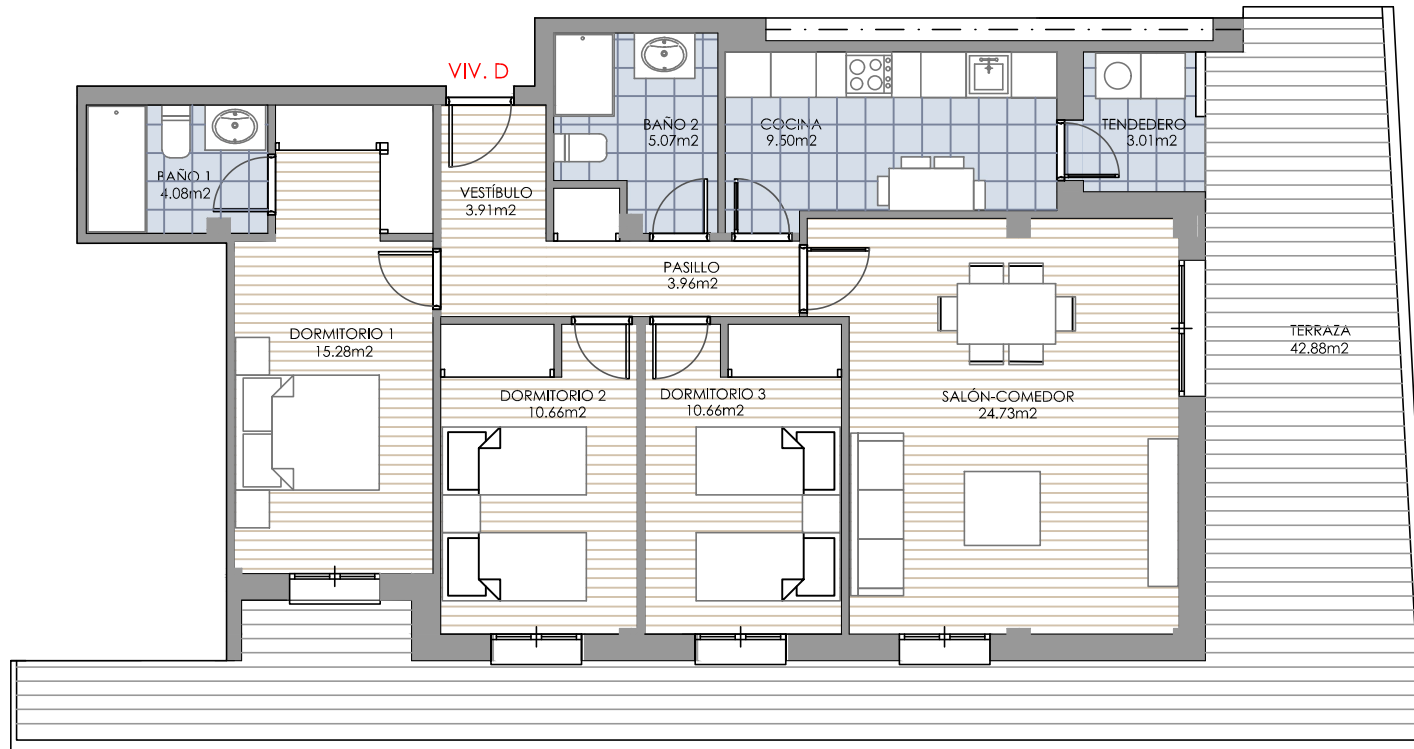 VIV. D
BAÑO 1
4.08m2
VESTÍBULO
3.91m2
BAÑO 2
5.07m2
COCINA
9.50m2
TENDEDERO
3.01m2
PASILLO
3.96m2
DORMITORIO 1
15.28m2
DORMITORIO 2
10.66m2
DORMITORIO 3
10.66m2
SALÓN-COMEDOR
24.73m2
TERRAZA
42.88m2